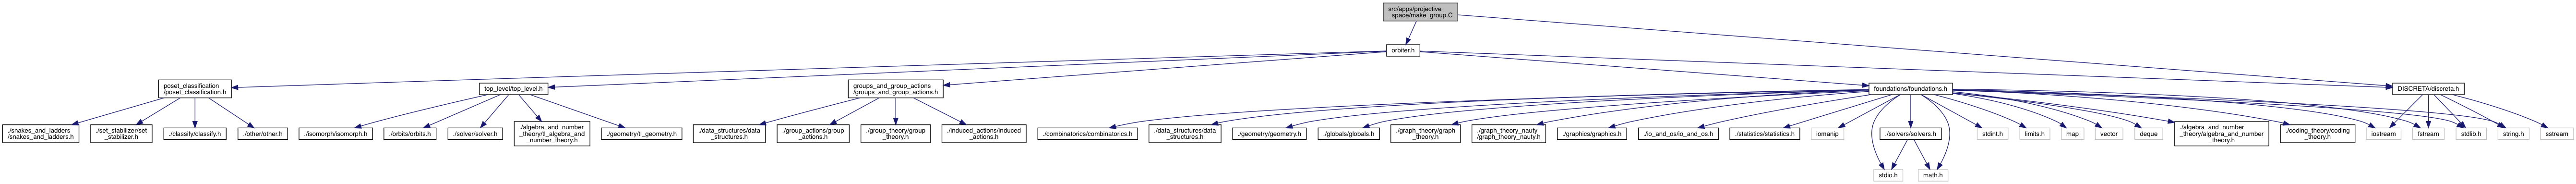 src/apps/projective
_space/make_group.C
orbiter.h
poset_classification
/poset_classification.h
top_level/top_level.h
groups_and_group_actions
/groups_and_group_actions.h
foundations/foundations.h
DISCRETA/discreta.h
./snakes_and_ladders
/snakes_and_ladders.h
./set_stabilizer/set
_stabilizer.h
./classify/classify.h
./other/other.h
./isomorph/isomorph.h
./orbits/orbits.h
./solver/solver.h
./algebra_and_number
_theory/tl_algebra_and
_number_theory.h
./geometry/tl_geometry.h
./data_structures/data
_structures.h
./group_actions/group
_actions.h
./group_theory/group
_theory.h
./induced_actions/induced
_actions.h
./combinatorics/combinatorics.h
./data_structures/data
_structures.h
./geometry/geometry.h
./globals/globals.h
./graph_theory/graph
_theory.h
./graph_theory_nauty
/graph_theory_nauty.h
./graphics/graphics.h
./io_and_os/io_and_os.h
./statistics/statistics.h
iomanip
./solvers/solvers.h
stdint.h
limits.h
map
vector
deque
./algebra_and_number
_theory/algebra_and_number
_theory.h
./coding_theory/coding
_theory.h
iostream
fstream
stdlib.h
string.h
sstream
stdio.h
math.h